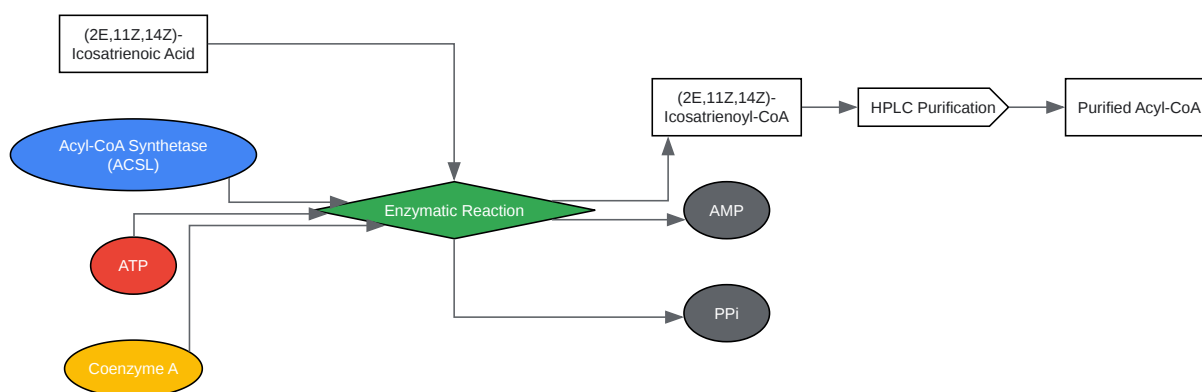 (2E,11Z,14Z)-
Icosatrienoic Acid
Acyl-CoA Synthetase
(ACSL)
ATP
Coenzyme A
Enzymatic Reaction
(2E,11Z,14Z)-
Icosatrienoyl-CoA
AMP
PPi
HPLC Purification
Purified Acyl-CoA